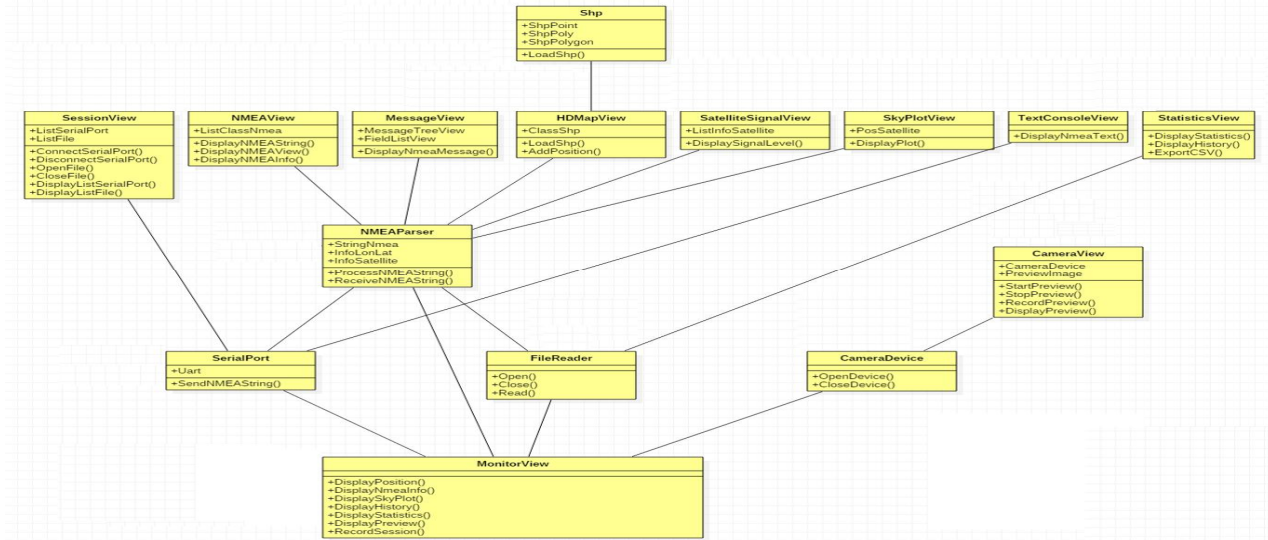 Shp
+ShpPoint
+ShpPoly
+ShpPolygon
+LoadShp()
SessionView
+ListSerialPort
+ListFile
+ConnectSerialPort()
+DisconnectSerialPort()
+OpenFile()
+CloseFile()
+DisplayListSerialPort()
+DisplayListFile()
NMEAView
+ListClassNmea
+DisplayNMEAString()
+DisplayNMEAView()
+DisplayNMEAInfo()
MessageView
+MessageTreeView
+FieldListView
+DisplayNmeaMessage()
HDMapView
+ClassShp
+LoadShp()
+AddPosition()
SatelliteSignalView
+ListInfoSatellite
+DisplaySignalLevel()
SkyPlotView
+PosSatellite
+DisplayPlot()
TextConsoleView
+DisplayNmeaText()
StatisticsView
+DisplayStatistics()
+DisplayHistory()
+ExportCSV()
NMEAParser
+StringNmea
+InfoLonLat
+InfoSatellite
+ProcessNMEAString()
+ReceiveNMEAString()
CameraView
+CameraDevice
+PreviewImage
+StartPreview()
+StopPreview()
+RecordPreview()
+DisplayPreview()
SerialPort
+Uart
+SendNMEAString()
FileReader
+Open()
+Close()
+Read()
CameraDevice
+OpenDevice()
+CloseDevice()
MonitorView
+DisplayPosition()
+DisplayNmeaInfo()
+DisplaySkyPlot()
+DisplayHistory()
+DisplayStatistics()
+DisplayPreview()
+RecordSession()